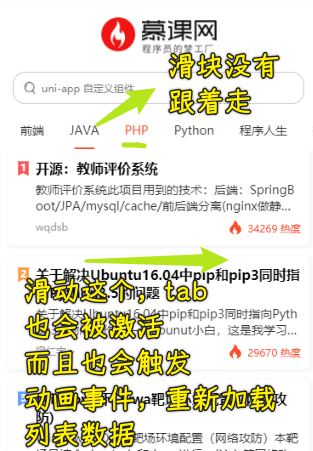 慕课网
程序员的梦工厂
uni-app 自定义组件
滑块没有
跟着走
前端 JAVA PHP Python 程序人生
1 开源：教师评价系统
教师评价系统此项目用到的技术：后端：SpringB
oot/JPA/mysql/cache/前后端分离(nginx做静...
wqdsb 34269 热度
2 关于解决Ubuntu16.04中pip和pip3同时指
的问题
关于解决Ubuntu16.04中pip和pip3同时指向Pyth
ounut小白，这是我学习...
29670 热度
滑动这个，tab
也会被激活
而且也会触发
动画事件，重新加载
列表数据
wa靶
防）
靶场环境配置（网络攻防）本靶